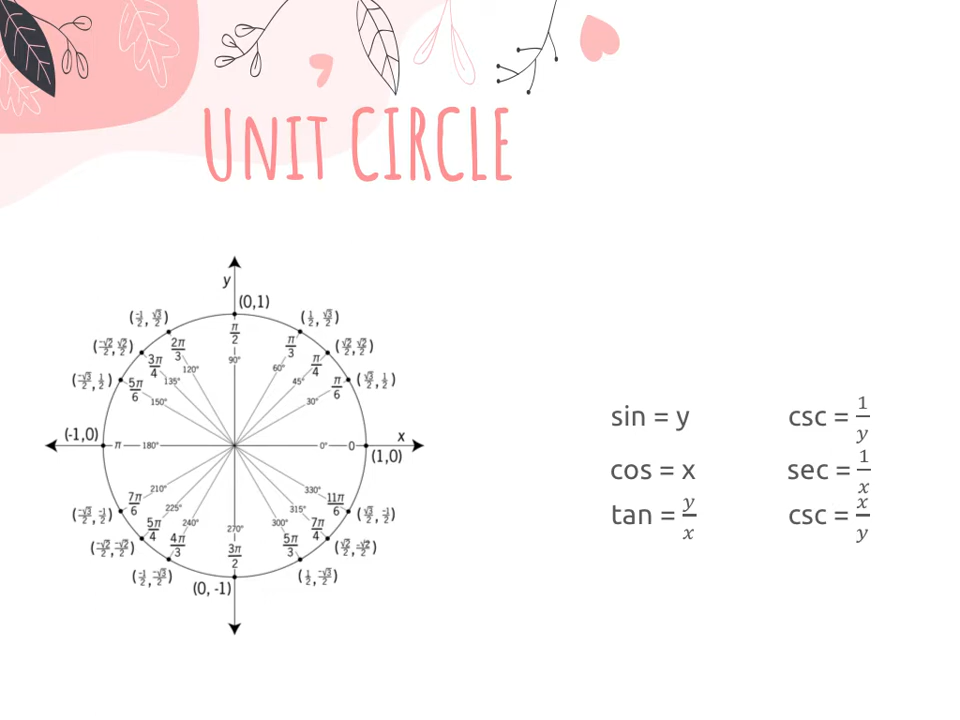 UNIT CIRCLE
y
(0,1)
(-1/2, √3/2) (1/2, √3/2)
(-√2/2, √2/2) 2π/3 π/2 π/3 (√2/2, √2/2)
3π/4 120° 90° 60° π/4
(-√3/2, 1/2) 5π/6 135° 45° π/6 (√3/2, 1/2)
150° 30°
(-1,0) π 180° 0° 0 x
(1,0)
210° 330°
7π/6 225° 315° 11π/6
(-√3/2, -1/2) 5π/4 240° 270° 300° 7π/4 (√3/2, -1/2)
(-√2/2, -√2/2) 4π/3 3π/2 5π/3 (√2/2, -√2/2)
(-1/2, -√3/2) (1/2, -√3/2)
(0, -1)
sin = y csc = 1/y
cos = x sec = 1/x
tan = y/x csc = x/y